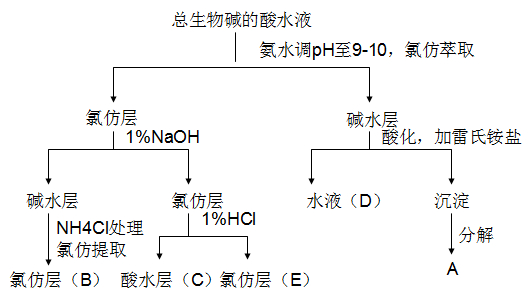 总生物碱的酸水液
氨水调pH至9-10，氯仿萃取
氯仿层
碱水层
1%NaOH
酸化，加雷氏铵盐
碱水层
氯仿层
水液（D）
沉淀
NH4Cl处理
氯仿提取
1%HCl
分解
氯仿层（B）
酸水层（C）
氯仿层（E）
A